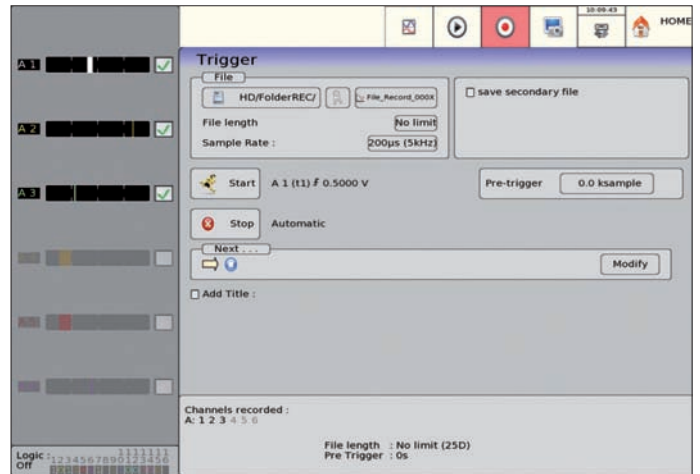 10:09:43
HOME
A 1
A 2
A 3
A 5
Trigger
File
HD/FolderREC/
File_Record_000X
save secondary file
File length
No limit
Sample Rate :
200µs (5kHz)
Start
A 1 (t1) 0.5000 V
Pre-trigger
0.0 ksample
Stop
Automatic
Next . . .
Modify
Add Title :
Channels recorded :
A: 1 2 3 4 5 6
File length : No limit (25D)
Pre Trigger : 0s
Logic :
Off
1111111
1234567890123456